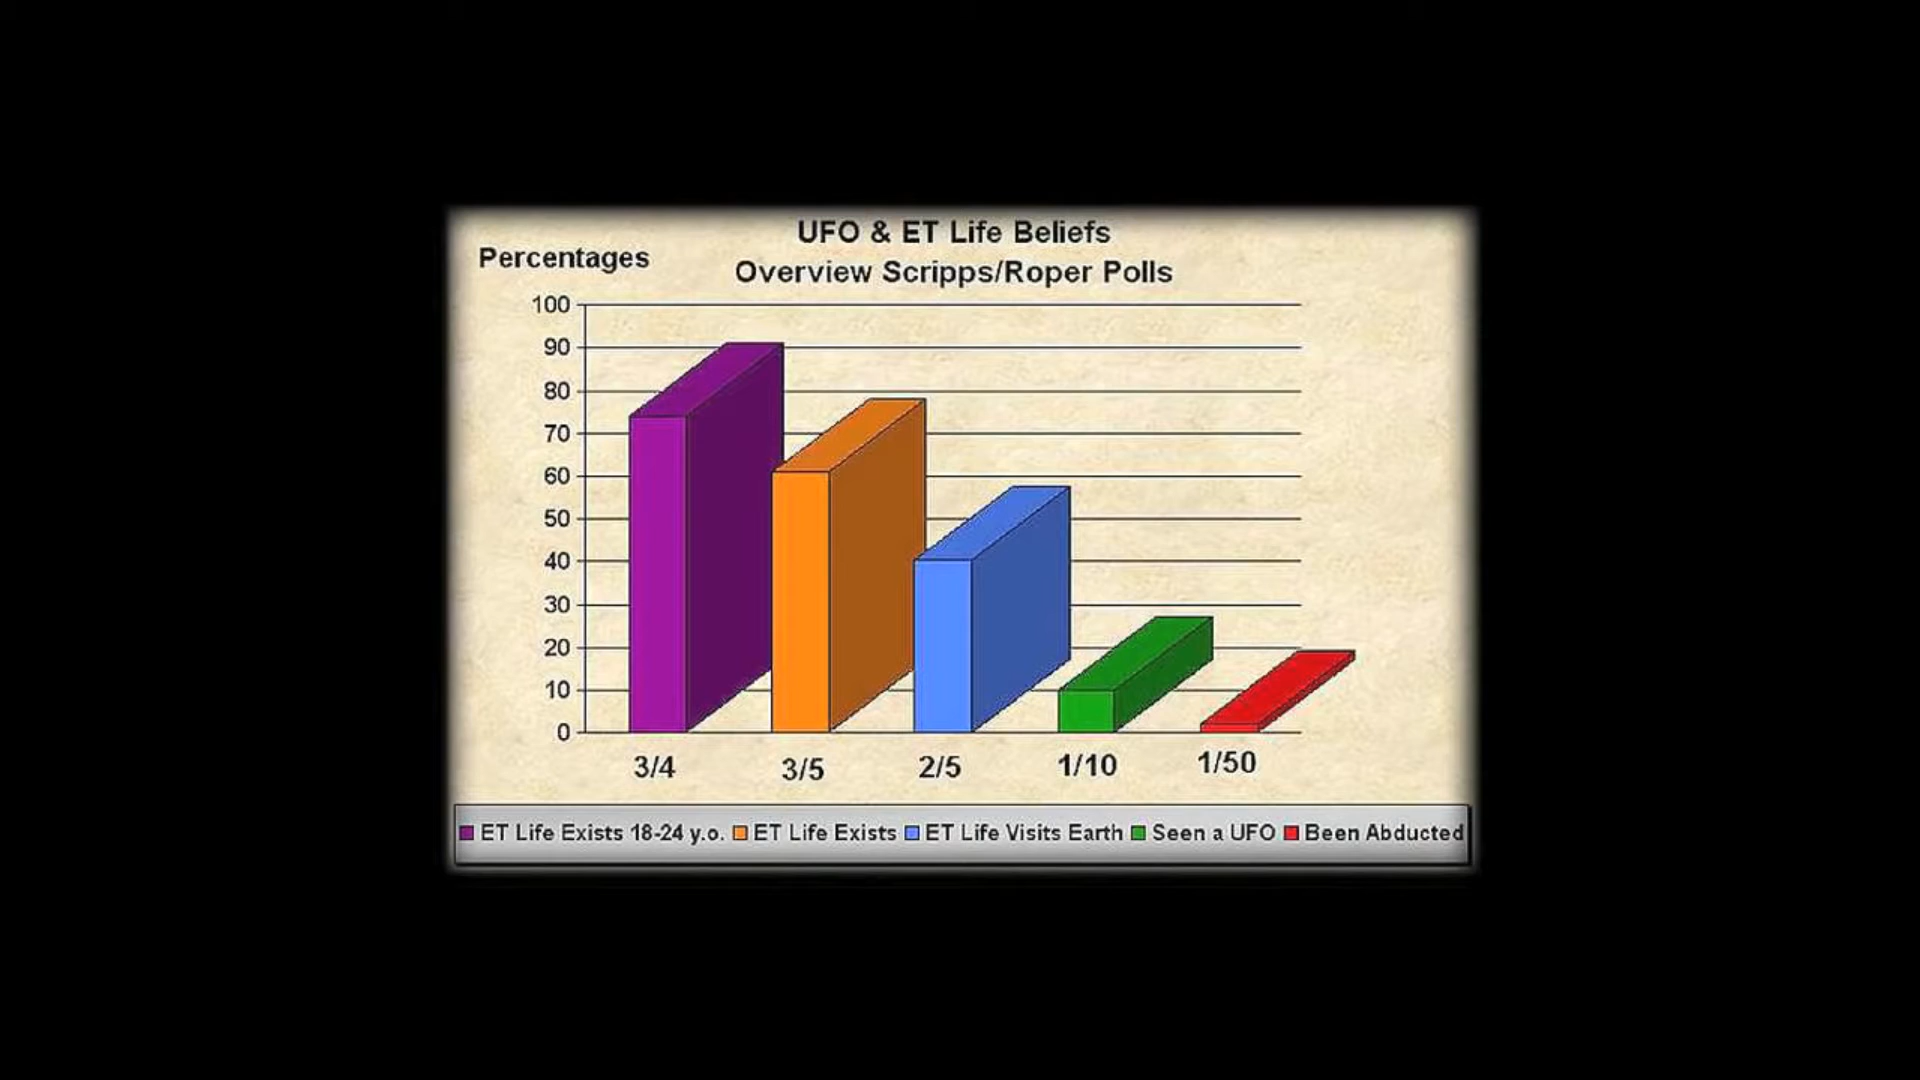 UFO & ET Life Beliefs
Percentages
Overview Scripps/Roper Polls
100
90
80
70
60
50
40
30
20
10
0
3/4 3/5 2/5 1/10 1/50
ET Life Exists 18-24 y.o. ET Life Exists ET Life Visits Earth Seen a UFO Been Abducted